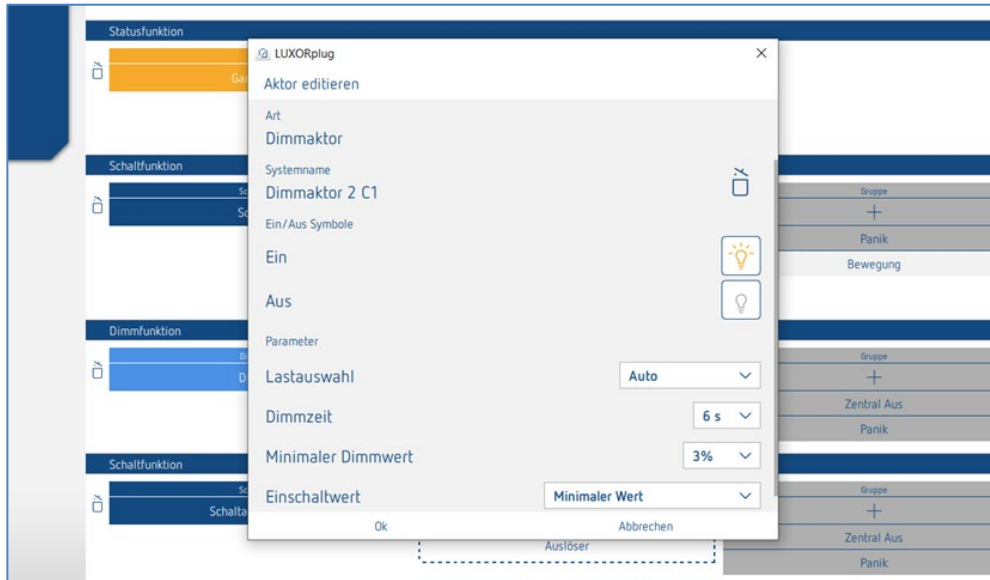 Statusfunktion
LUXORplug
Aktor editieren
Art
Dimmaktor
Systemname
Dimmaktor 2 C1
Ein/Aus Symbole
Ein
Aus
Parameter
Lastauswahl Auto
Dimmzeit 6 s
Minimaler Dimmwert 3%
Einschaltwert Minimaler Wert
Ok Abbrechen
Schaltfunktion
Gruppe
+
Panik
Bewegung
Dimmfunktion
Gruppe
+
Zentral Aus
Panik
Schaltfunktion
Schalta
Gruppe
+
Auslöser
Zentral Aus
Panik